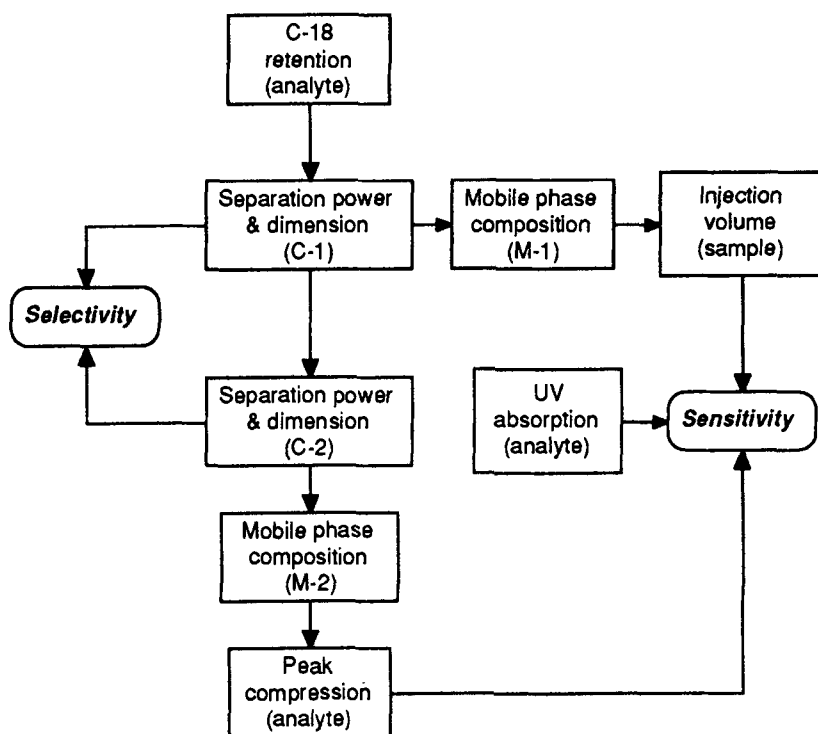 C-18
retention
(analyte)
Separation power
& dimension
(C-1)
Mobile phase
composition
(M-1)
Injection
volume
(sample)
Selectivity
Separation power
& dimension
(C-2)
UV
absorption
(analyte)
Sensitivity
Mobile phase
composition
(M-2)
Peak
compression
(analyte)